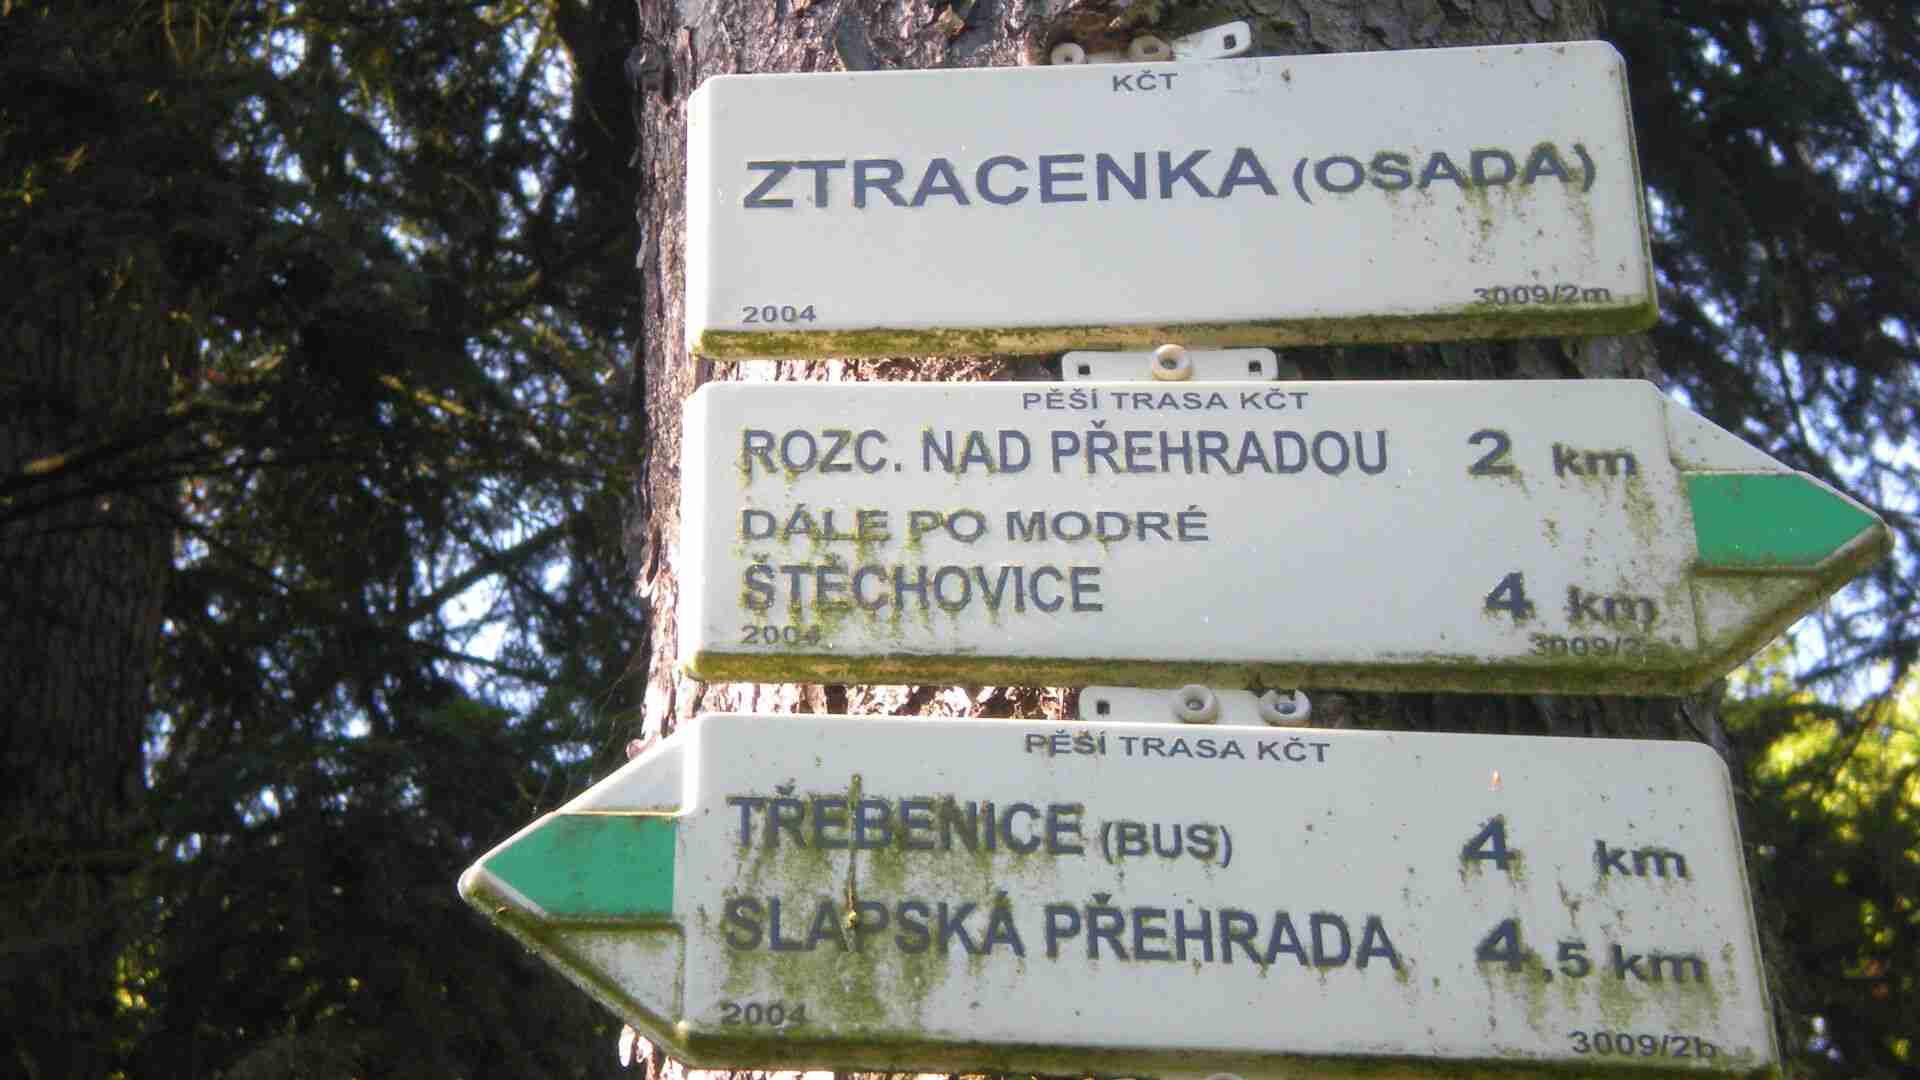 KČT
ZTRACENKA (OSADA)
2004 3009/2m
PĚŠÍ TRASA KČT
ROZC. NAD PŘEHRADOU 2 km
DÁLE PO MODRÉ
ŠTĚCHOVICE 4 km
2004
PĚŠÍ TRASA KČT
TŘEBENICE (BUS) 4 km
SLAPSKÁ PŘEHRADA 4,5 km
2004 3009/2b